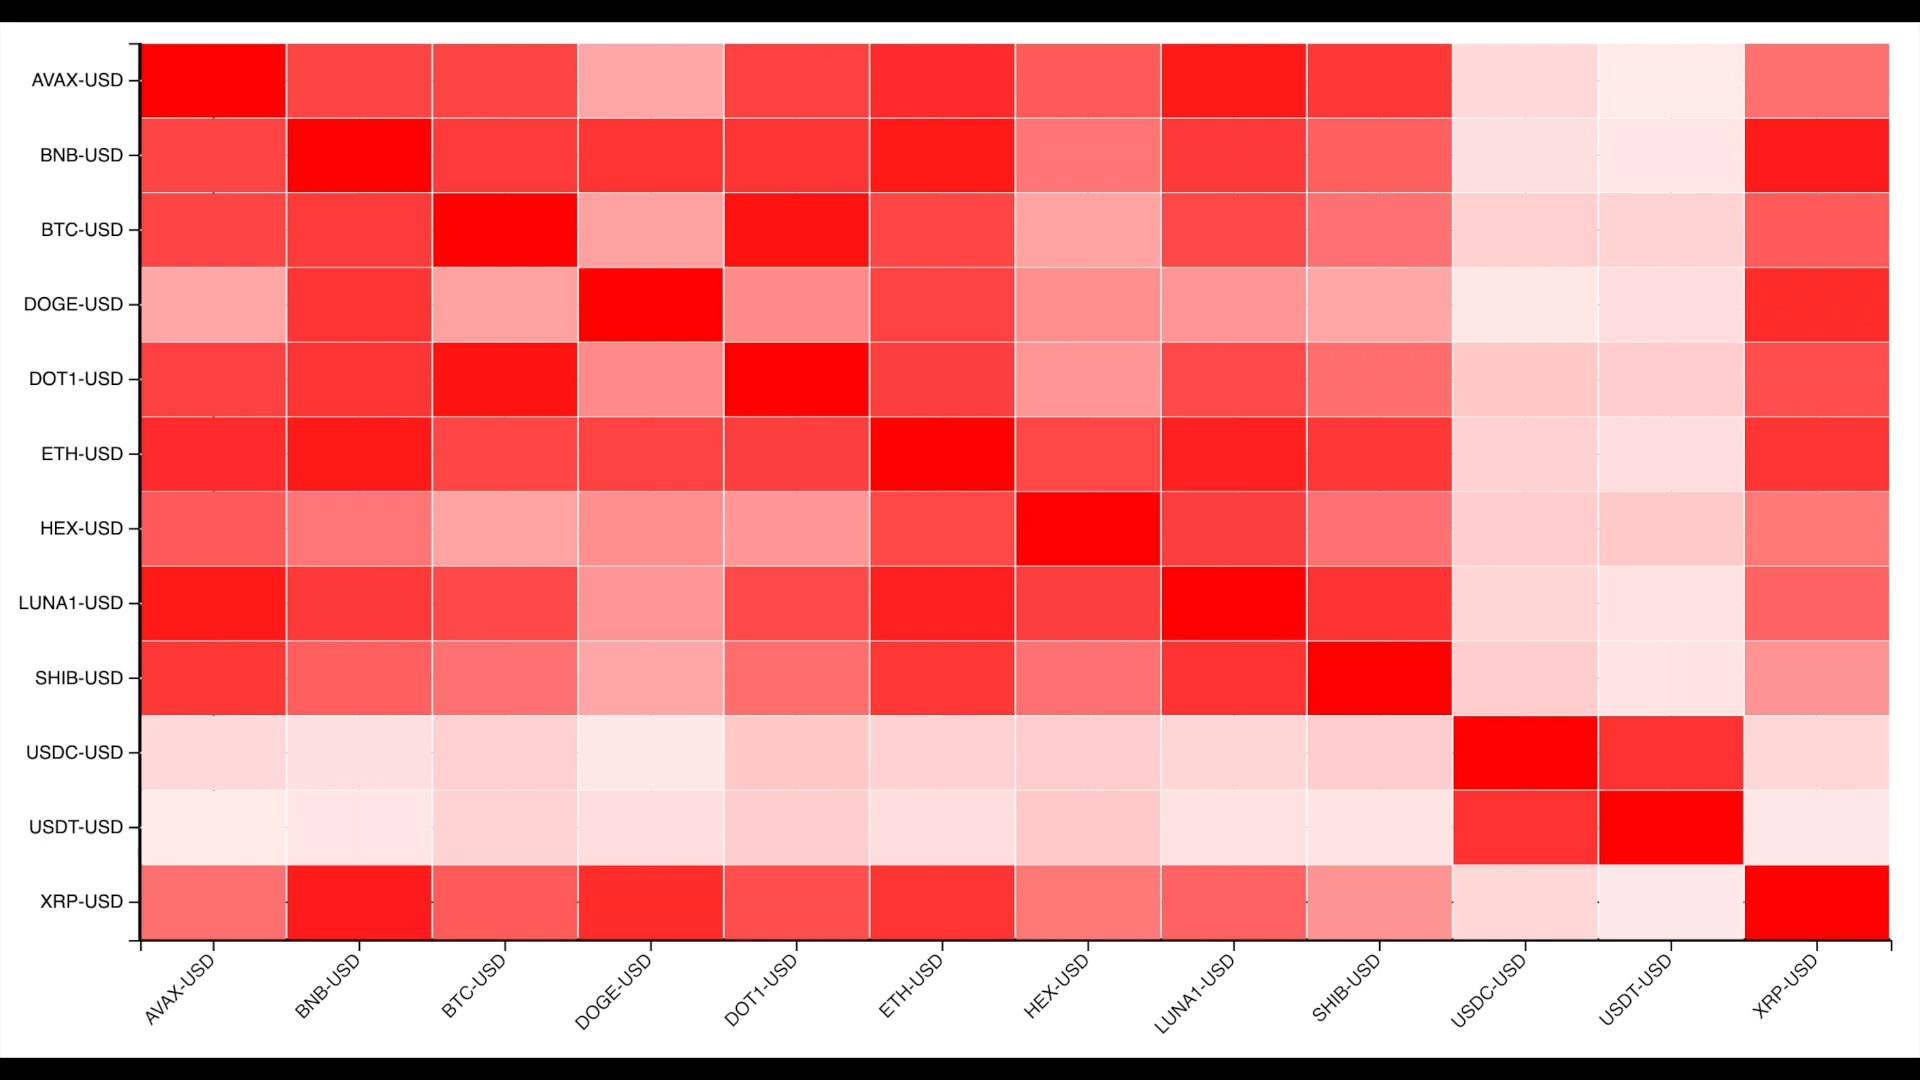 AVAX-USD
BNB-USD
BTC-USD
DOGE-USD
DOT1-USD
ETH-USD
HEX-USD
LUNA1-USD
SHIB-USD
USDC-USD
USDT-USD
XRP-USD
AVAX-USD
BNB-USD
BTC-USD
DOGE-USD
DOT1-USD
ETH-USD
HEX-USD
LUNA1-USD
SHIB-USD
USDC-USD
USDT-USD
XRP-USD